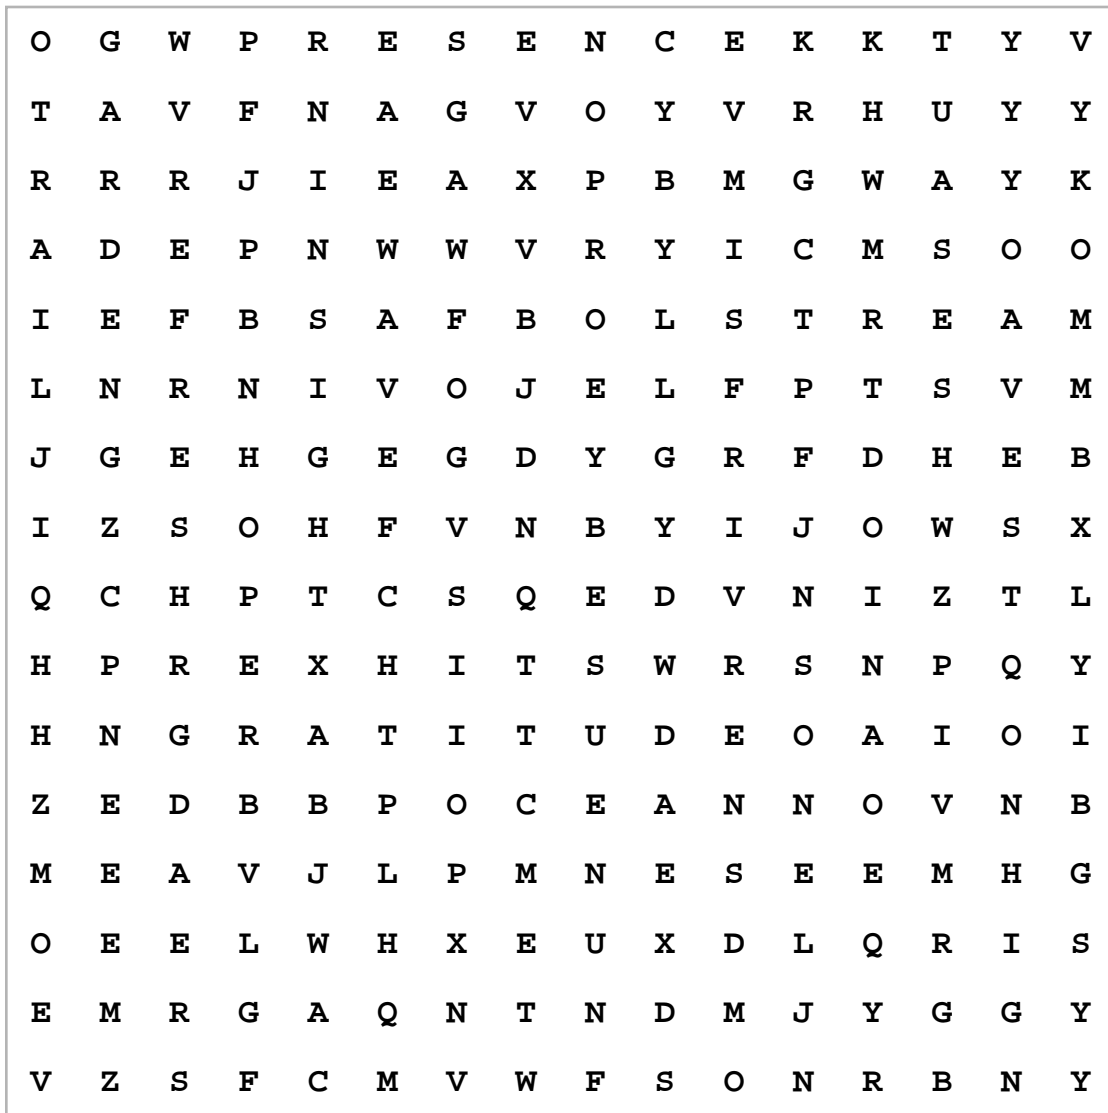 O G W P R E S E N C E K K T Y V
T A V F N A G V O Y V R H U Y Y
R R R J I E A X P B M G W A Y K
A D E P N W W V R Y I C M S O O
I E F B S A F B O L S T R E A M
L N R N I V O J E L F P T S V M
J G E H G E G D Y G R F D H E B
I Z S O H F V N B Y I J O W S X
Q C H P T C S Q E D V N I Z T L
H P R E X H I T S W R S N P Q Y
H N G R A T I T U D E O A I O I
Z E D B B P O C E A N N O V N B
M E A V J L P M N E S E E M H G
O E E L W H X E U X D L Q R I S
E M R G A Q N T N D M J Y G G Y
V Z S F C M V W F S O N R B N Y